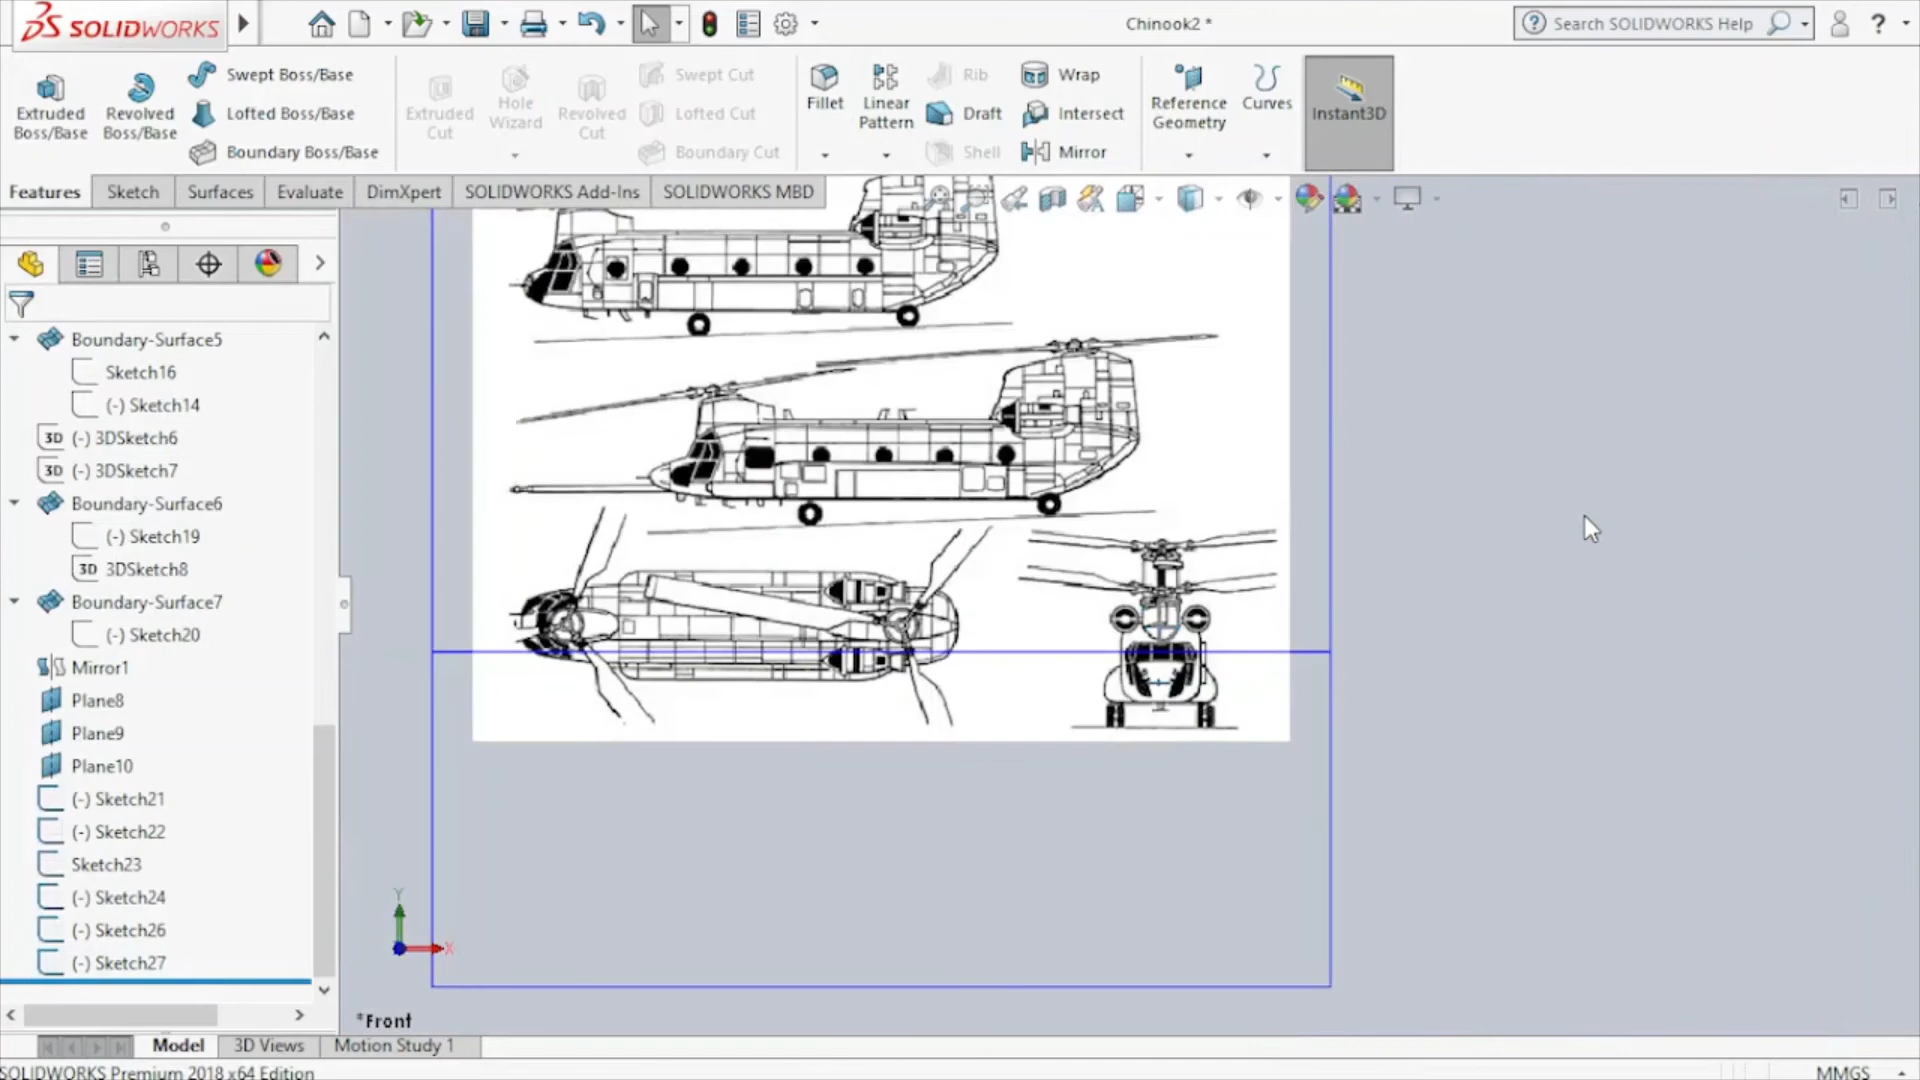 SOLIDWORKS
Chinook2 *
Search SOLIDWORKS Help
Extruded Boss/Base
Revolved Boss/Base
Swept Boss/Base
Lofted Boss/Base
Boundary Boss/Base
Extruded Cut
Hole Wizard
Revolved Cut
Swept Cut
Lofted Cut
Boundary Cut
Fillet
Linear Pattern
Rib
Draft
Shell
Wrap
Intersect
Mirror
Reference Geometry
Curves
Instant3D
Features
Sketch
Surfaces
Evaluate
DimXpert
SOLIDWORKS Add-Ins
SOLIDWORKS MBD
Boundary-Surface5
Sketch16
(-) Sketch14
3D (-) 3DSketch6
3D (-) 3DSketch7
Boundary-Surface6
(-) Sketch19
3D 3DSketch8
Boundary-Surface7
(-) Sketch20
Mirror1
Plane8
Plane9
Plane10
(-) Sketch21
(-) Sketch22
Sketch23
(-) Sketch24
(-) Sketch26
(-) Sketch27
Y
X
*Front
Model
3D Views
Motion Study 1
SOLIDWORKS Premium 2018 x64 Edition
MMGS